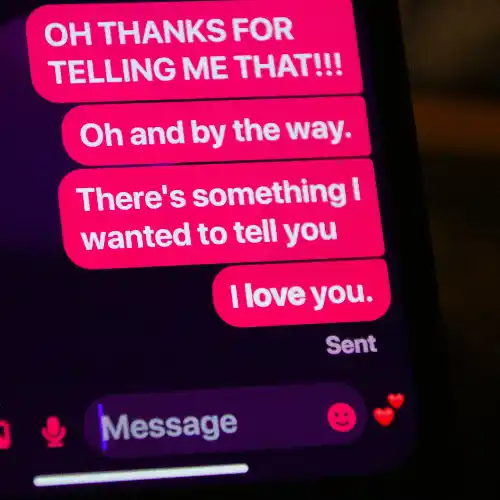 OH THANKS FOR
TELLING ME THAT!!!
Oh and by the way.
There's something I
wanted to tell you
I love you.
Sent
Message